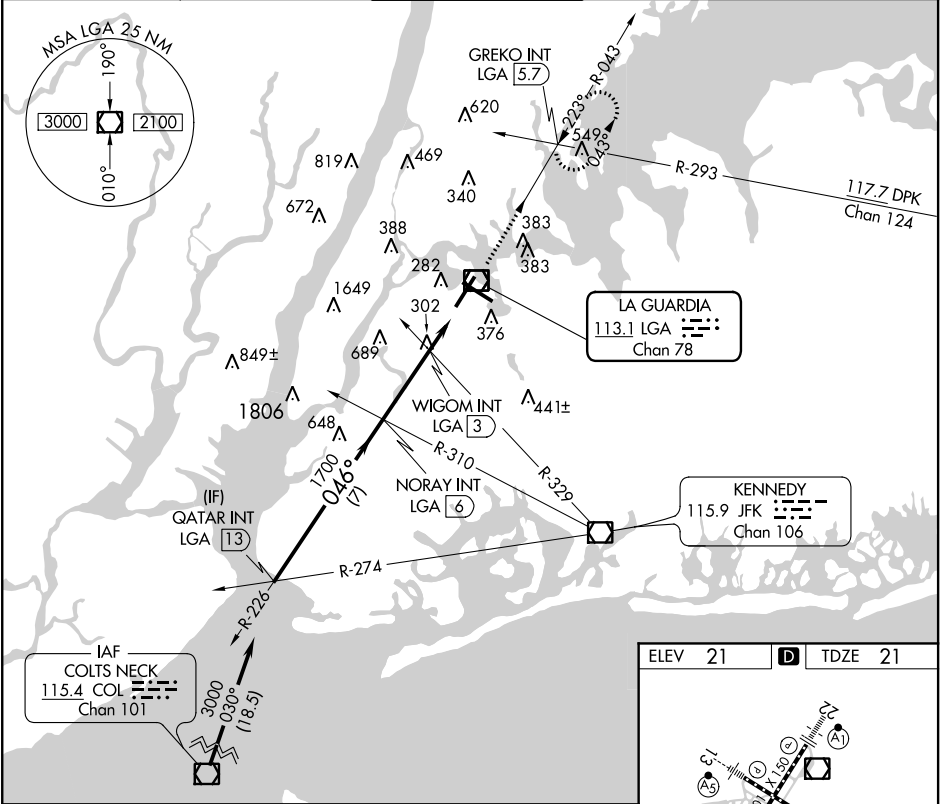 MSA LGA 25 NM
190°
3000
2100
010°
GREKO INT
LGA 5.7
R-043
223°
043°
620
549
819
469
340
R-293
117.7 DPK
Chan 124
672
388
383
383
282
1649
302
376
689
849±
1806
648
441±
LA GUARDIA
113.1 LGA
Chan 78
WIGOM INT
LGA 3
R-310
R-329
1700
046°
(7)
NORAY INT
LGA 6
(IF)
QATAR INT
LGA 13
KENNEDY
115.9 JFK
Chan 106
R-274
R-226
IAF
COLTS NECK
115.4 COL
Chan 101
3000
030°
(18.5)
ELEV 21
D
TDZE 21
22
A1
P
P
13
A5
X 150